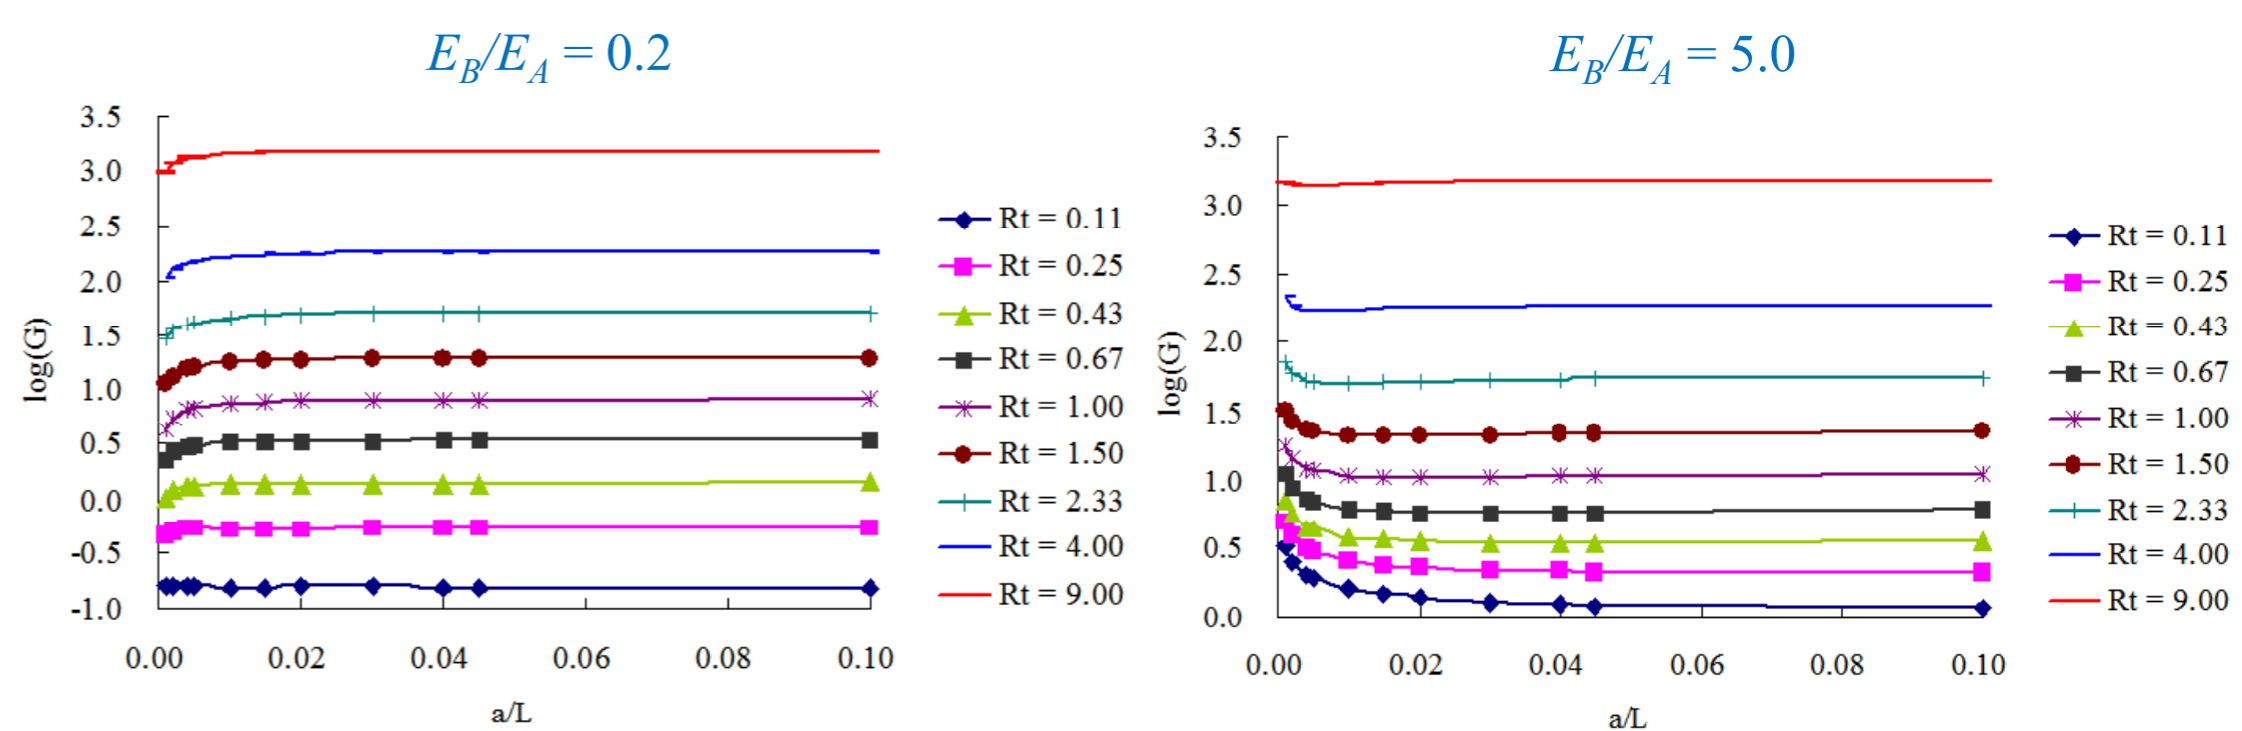 E_B/E_A = 0.2
3.5
3.0
2.5
2.0
1.5
1.0
0.5
0.0
-0.5
-1.0
log(G)
0.00 0.02 0.04 0.06 0.08 0.10
a/L
Rt = 0.11
Rt = 0.25
Rt = 0.43
Rt = 0.67
Rt = 1.00
Rt = 1.50
Rt = 2.33
Rt = 4.00
Rt = 9.00
E_B/E_A = 5.0
3.5
3.0
2.5
2.0
1.5
1.0
0.5
0.0
log(G)
0.00 0.02 0.04 0.06 0.08 0.10
a/L
Rt = 0.11
Rt = 0.25
Rt = 0.43
Rt = 0.67
Rt = 1.00
Rt = 1.50
Rt = 2.33
Rt = 4.00
Rt = 9.00